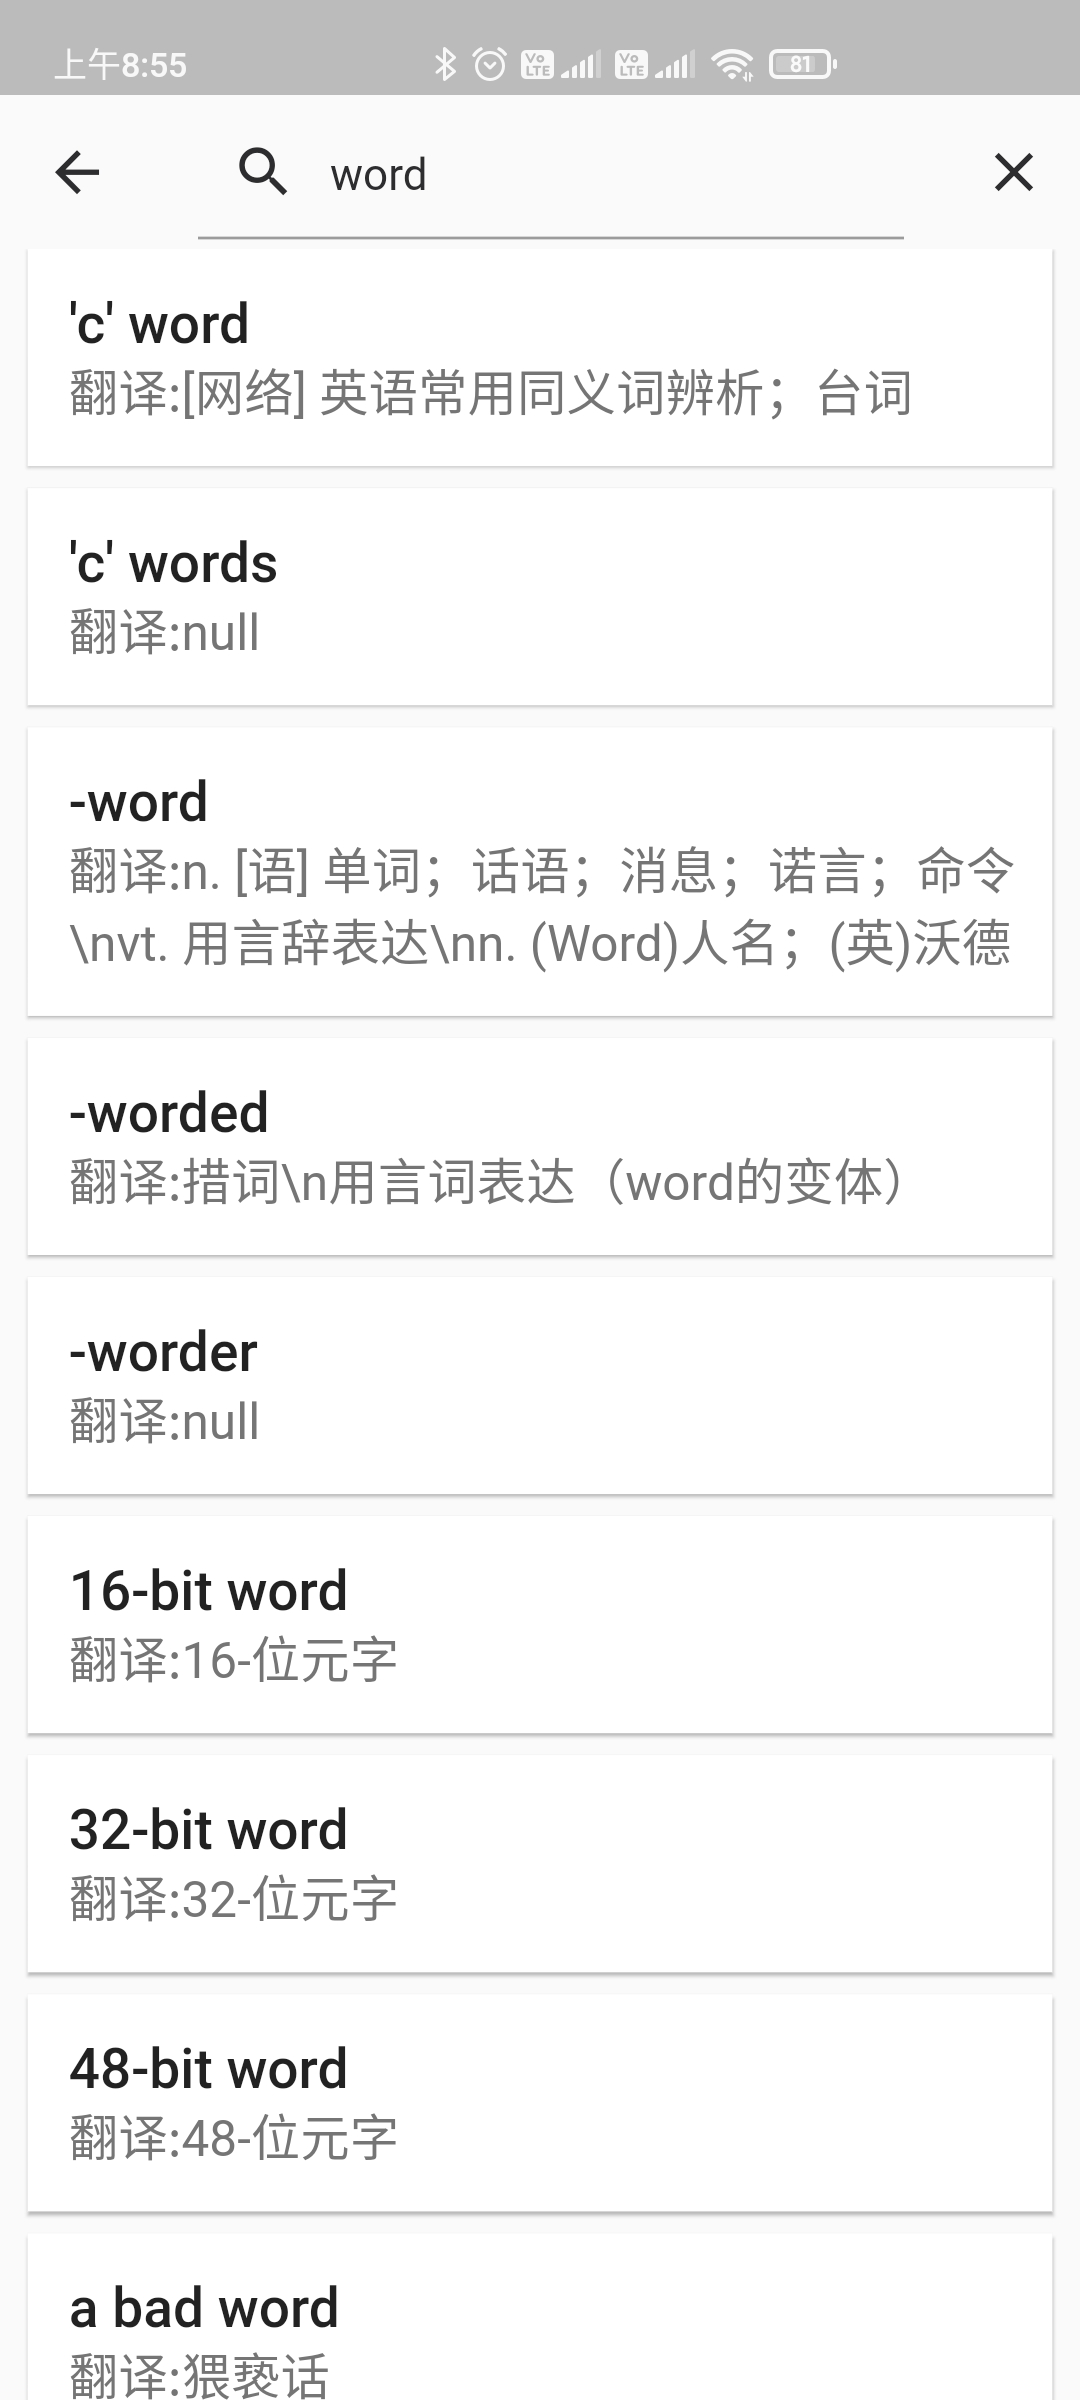 上午8:55
Vo LTE
Vo LTE
81
word
'c' word
翻译:[网络] 英语常用同义词辨析；台词
'c' words
翻译:null
-word
翻译:n. [语] 单词；话语；消息；诺言；命令
\nvt. 用言辞表达\nn. (Word)人名；(英)沃德
-worded
翻译:措词\n用言词表达（word的变体）
-worder
翻译:null
16-bit word
翻译:16-位元字
32-bit word
翻译:32-位元字
48-bit word
翻译:48-位元字
a bad word
翻译:猥亵话